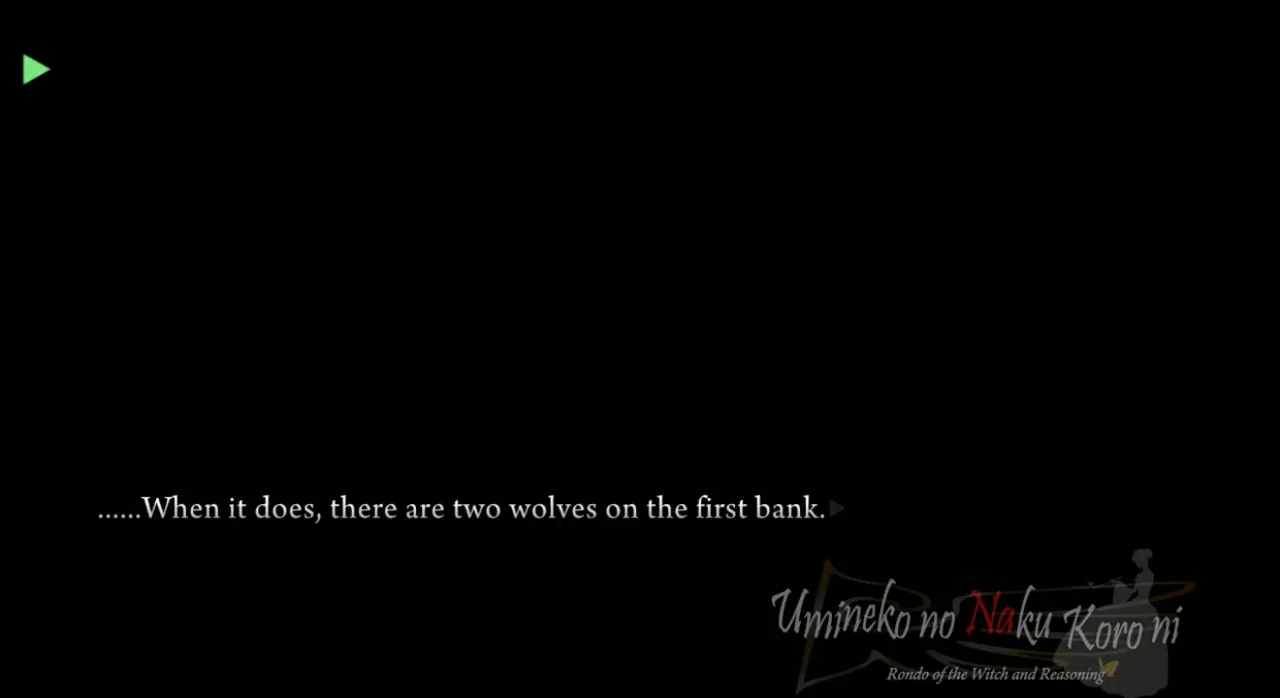 ......When it does, there are two wolves on the first bank.
Umineko no Naku Koro ni
Rondo of the Witch and Reasoning